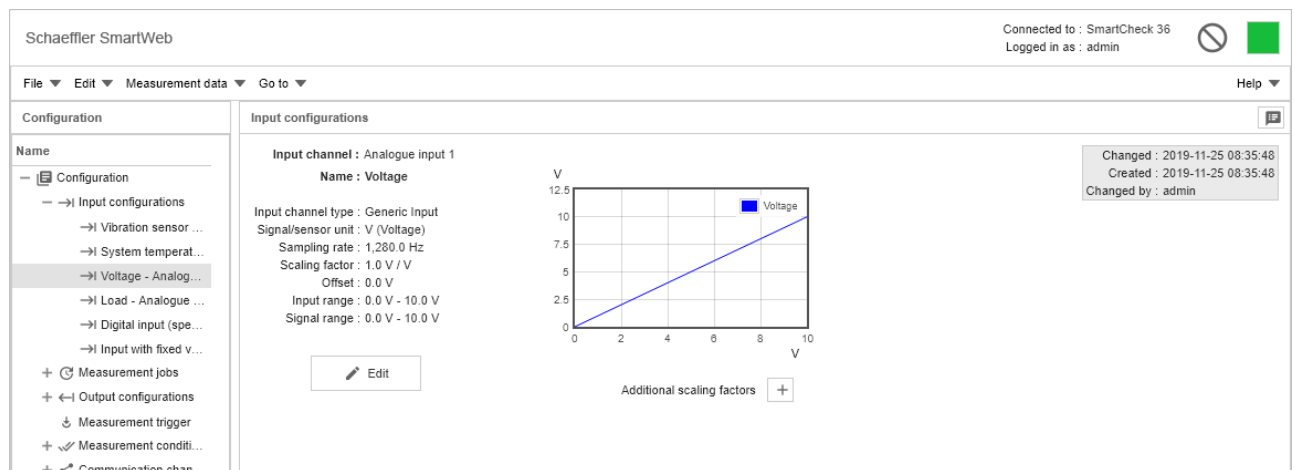 Schaeffler SmartWeb
Connected to : SmartCheck 36
Logged in as : admin
File Edit Measurement data Go to Help
Configuration
Name
Configuration
Input configurations
Vibration sensor ...
System temperat...
Voltage - Analog...
Load - Analogue ...
Digital input (spe...
Input with fixed v...
Measurement jobs
Output configurations
Measurement trigger
Measurement conditi...
Communication chan
Input configurations
Input channel : Analogue input 1
Name : Voltage
Input channel type : Generic Input
Signal/sensor unit : V (Voltage)
Sampling rate : 1,280.0 Hz
Scaling factor : 1.0 V / V
Offset : 0.0 V
Input range : 0.0 V - 10.0 V
Signal range : 0.0 V - 10.0 V
Edit
V
12.5
10
7.5
5
2.5
0
0 2 4 6 8 10
V
Voltage
Additional scaling factors
Changed : 2019-11-25 08:35:48
Created : 2019-11-25 08:35:48
Changed by : admin